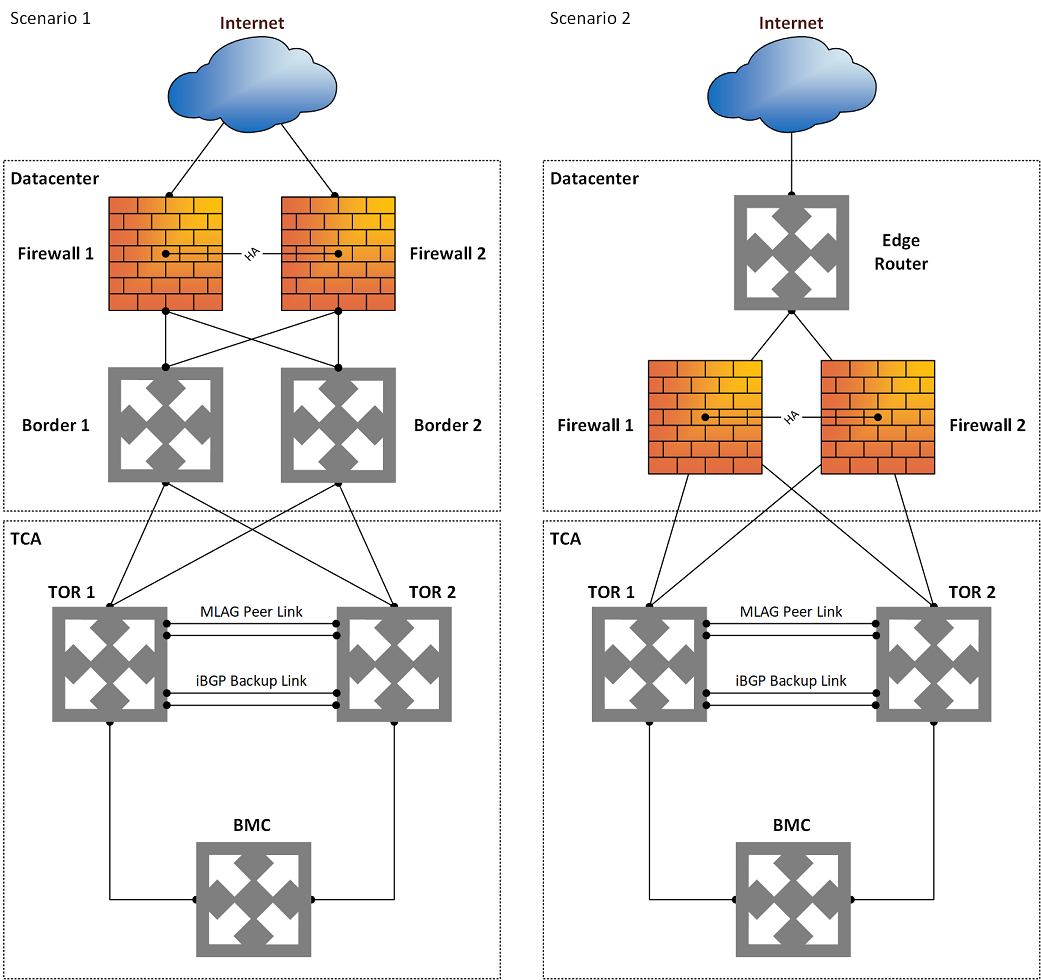 Scenario 1
Internet
Datacenter
Firewall 1
HA
Firewall 2
Border 1
Border 2
TCA
TOR 1
TOR 2
MLAG Peer Link
iBGP Backup Link
BMC
Scenario 2
Internet
Datacenter
Edge
Router
Firewall 1
HA
Firewall 2
TCA
TOR 1
TOR 2
MLAG Peer Link
iBGP Backup Link
BMC